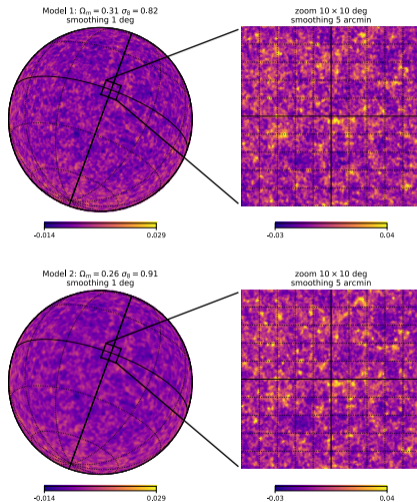 Model 1: Ωₘ = 0.31 σ₈ = 0.82
smoothing 1 deg
zoom 10 × 10 deg
smoothing 5 arcmin
-0.014 0.029
-0.03 0.04
Model 2: Ωₘ = 0.26 σ₈ = 0.91
smoothing 1 deg
zoom 10 × 10 deg
smoothing 5 arcmin
-0.014 0.029
-0.03 0.04